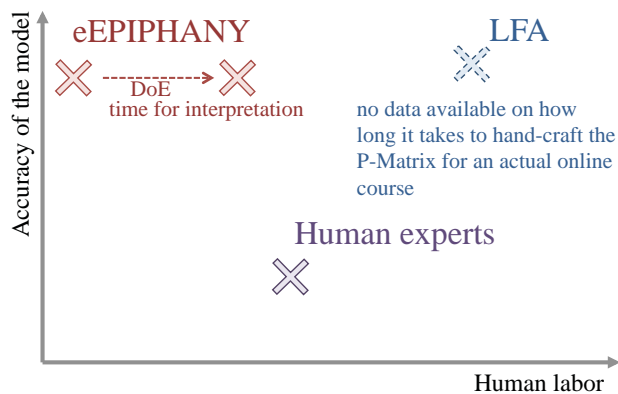 eEPIPHANY
LFA
DoE
time for interpretation
no data available on how
long it takes to hand-craft the
P-Matrix for an actual online
course
Human experts
Accuracy of the model
Human labor